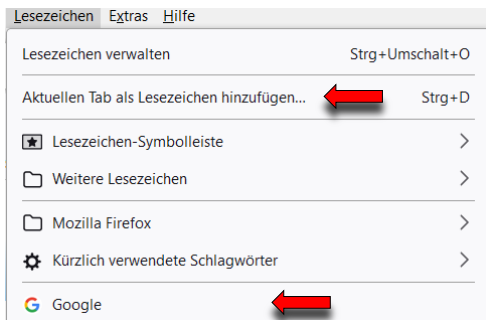 Lesezeichen Extras Hilfe
Lesezeichen verwalten Strg+Umschalt+O
Aktuellen Tab als Lesezeichen hinzufügen... Strg+D
Lesezeichen-Symbolleiste
Weitere Lesezeichen
Mozilla Firefox
Kürzlich verwendete Schlagwörter
Google